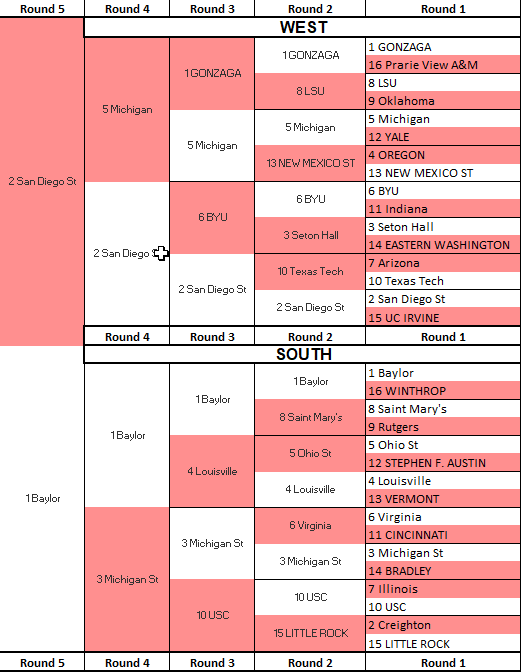 Round 5 Round 4 Round 3 Round 2 Round 1
WEST
1 GONZAGA
1 GONZAGA
16 Prarie View A&M
1 GONZAGA
8 LSU
8 LSU
9 Oklahoma
5 Michigan
5 Michigan
5 Michigan
12 YALE
5 Michigan
13 NEW MEXICO ST
4 OREGON
13 NEW MEXICO ST
2 San Diego St
6 BYU
6 BYU
11 Indiana
6 BYU
3 Seton Hall
3 Seton Hall
14 EASTERN WASHINGTON
2 San Diego
10 Texas Tech
7 Arizona
10 Texas Tech
2 San Diego St
2 San Diego St
2 San Diego St
15 UC IRVINE
Round 4 Round 3 Round 2 Round 1
SOUTH
1 Baylor
1 Baylor
16 WINTHROP
1 Baylor
8 Saint Mary's
8 Saint Mary's
9 Rutgers
1 Baylor
5 Ohio St
5 Ohio St
12 STEPHEN F. AUSTIN
4 Louisville
4 Louisville
4 Louisville
13 VERMONT
1 Baylor
6 Virginia
6 Virginia
11 CINCINNATI
3 Michigan St
3 Michigan St
3 Michigan St
14 BRADLEY
3 Michigan St
10 USC
7 Illinois
10 USC
10 USC
15 LITTLE ROCK
2 Creighton
15 LITTLE ROCK
Round 5 Round 4 Round 3 Round 2 Round 1